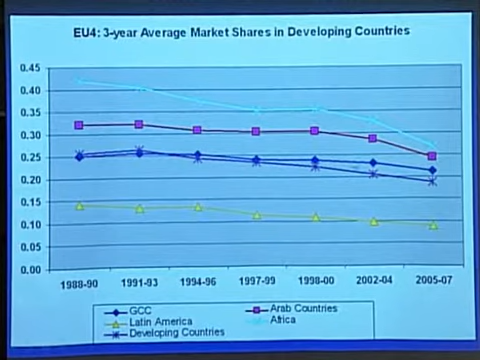 EU4: 3-year Average Market Shares in Developing Countries
0.45
0.40
0.35
0.30
0.25
0.20
0.15
0.10
0.05
0.00
1988-90 1991-93 1994-96 1997-99 1998-00 2002-04 2005-07
GCC Arab Countries
Latin America Africa
Developing Countries